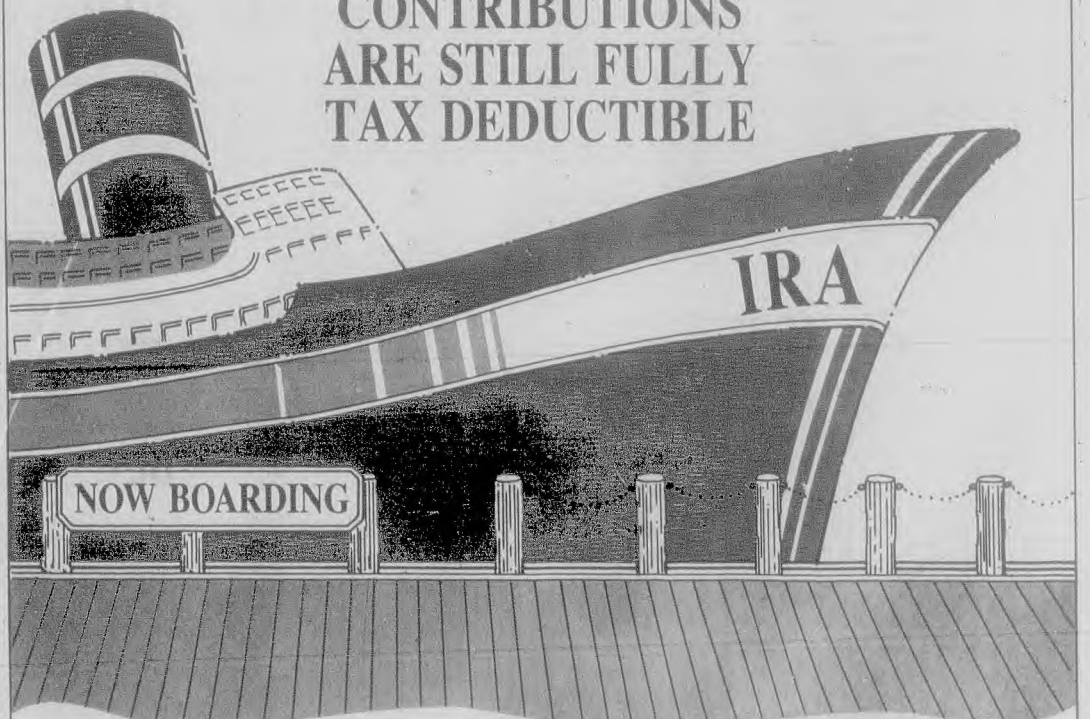 CONTRIBUTIONS
ARE STILL FULLY
TAX DEDUCTIBLE
IRA
NOW BOARDING